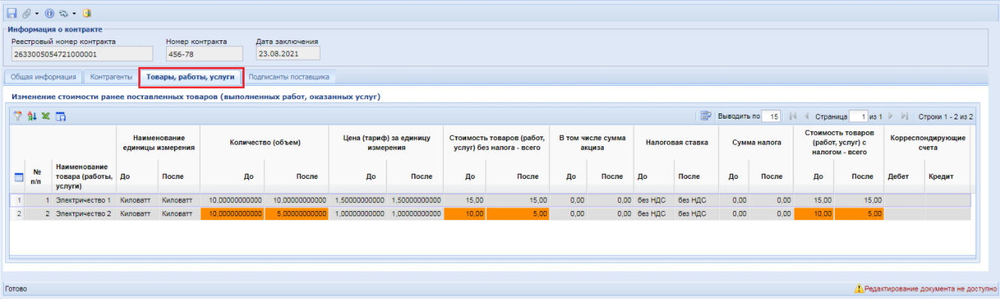 Информация о контракте
Реестровый номер контракта Номер контракта Дата заключения
2633005054721000001 456-78 23.08.2021
Общая информация Контрагенты Товары, работы, услуги Подписанты поставщика
Изменение стоимости ранее поставленных товаров (выполненных работ, оказанных услуг)
Выводить по 15 Страница 1 из 1 Строки 1 - 2 из 2
№ п/п Наименование товара (работы, услуги) Наименование единицы измерения Количество (объем) Цена (тариф) за единицу измерения Стоимость товаров (работ, услуг) без налога - всего В том числе сумма акциза Налоговая ставка Сумма налога Стоимость товаров (работ, услуг) с налогом - всего Корреспондирующие счета
До После До После До После До После До После До После До После До После Дебет Кредит
1 1 Электричество 1 Киловатт Киловатт 10,00000000000 10,00000000000 1,50000000000 1,50000000000 15,00 15,00 0,00 0,00 без НДС без НДС 0,00 0,00 15,00 15,00
2 2 Электричество 2 Киловатт Киловатт 10,00000000000 5,00000000000 1,00000000000 1,00000000000 10,00 5,00 0,00 0,00 без НДС без НДС 0,00 0,00 10,00 5,00
Готово Редактирование документа не доступно